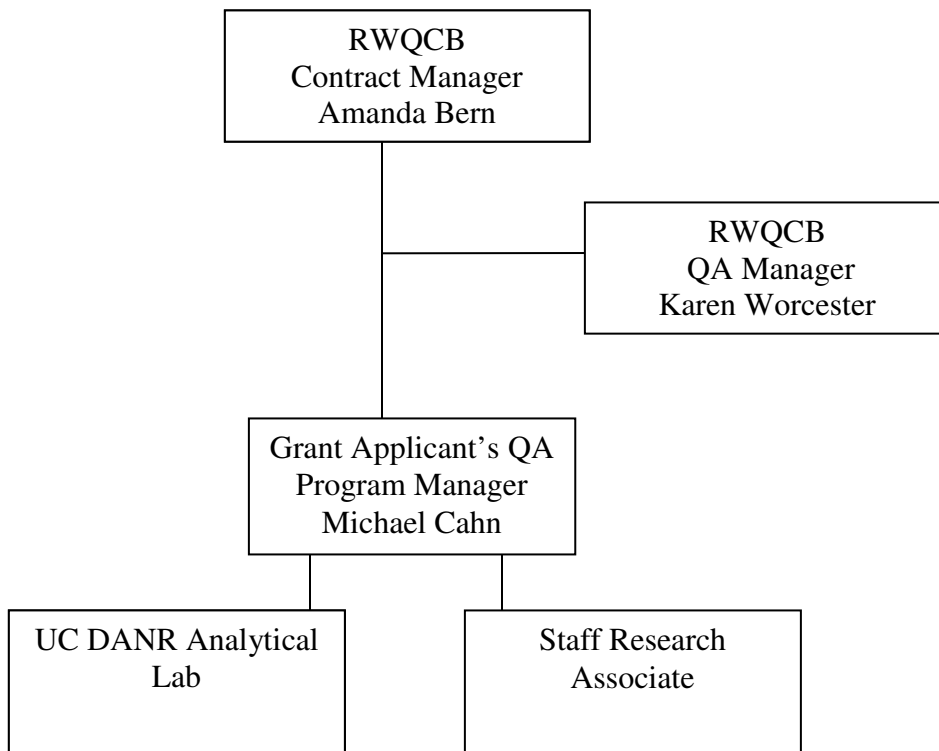 RWQCB
Contract Manager
Amanda Bern
RWQCB
QA Manager
Karen Worcester
Grant Applicant’s QA
Program Manager
Michael Cahn
UC DANR Analytical
Lab
Staff Research
Associate